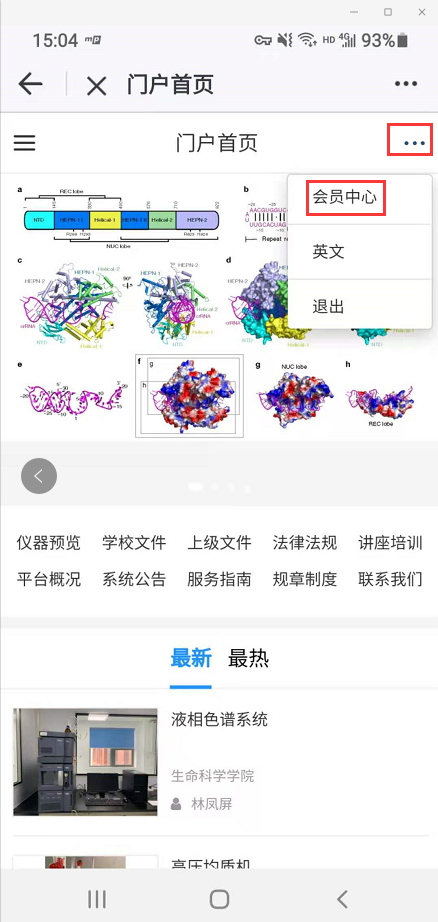 15:04 HD 4G 93%
门户首页
门户首页
会员中心
英文
退出
a
REC lobe
NTD HEPN-1 I Helical-1 HEPN-1 II Helical-2 HEPN-2
NUC lobe
b
AACGUGGUC
UUGCACUAG
Repeat
c
HEPN-2 HEPN-1 Helical-2
90°
crRNA
NTD Helical-1
d
e
f g h
g
NUC lobe
h
REC lobe
仪器预览 学校文件 上级文件 法律法规 讲座培训
平台概况 系统公告 服务指南 规章制度 联系我们
最新 最热
液相色谱系统
生命科学学院
林凤屏
高压均质机